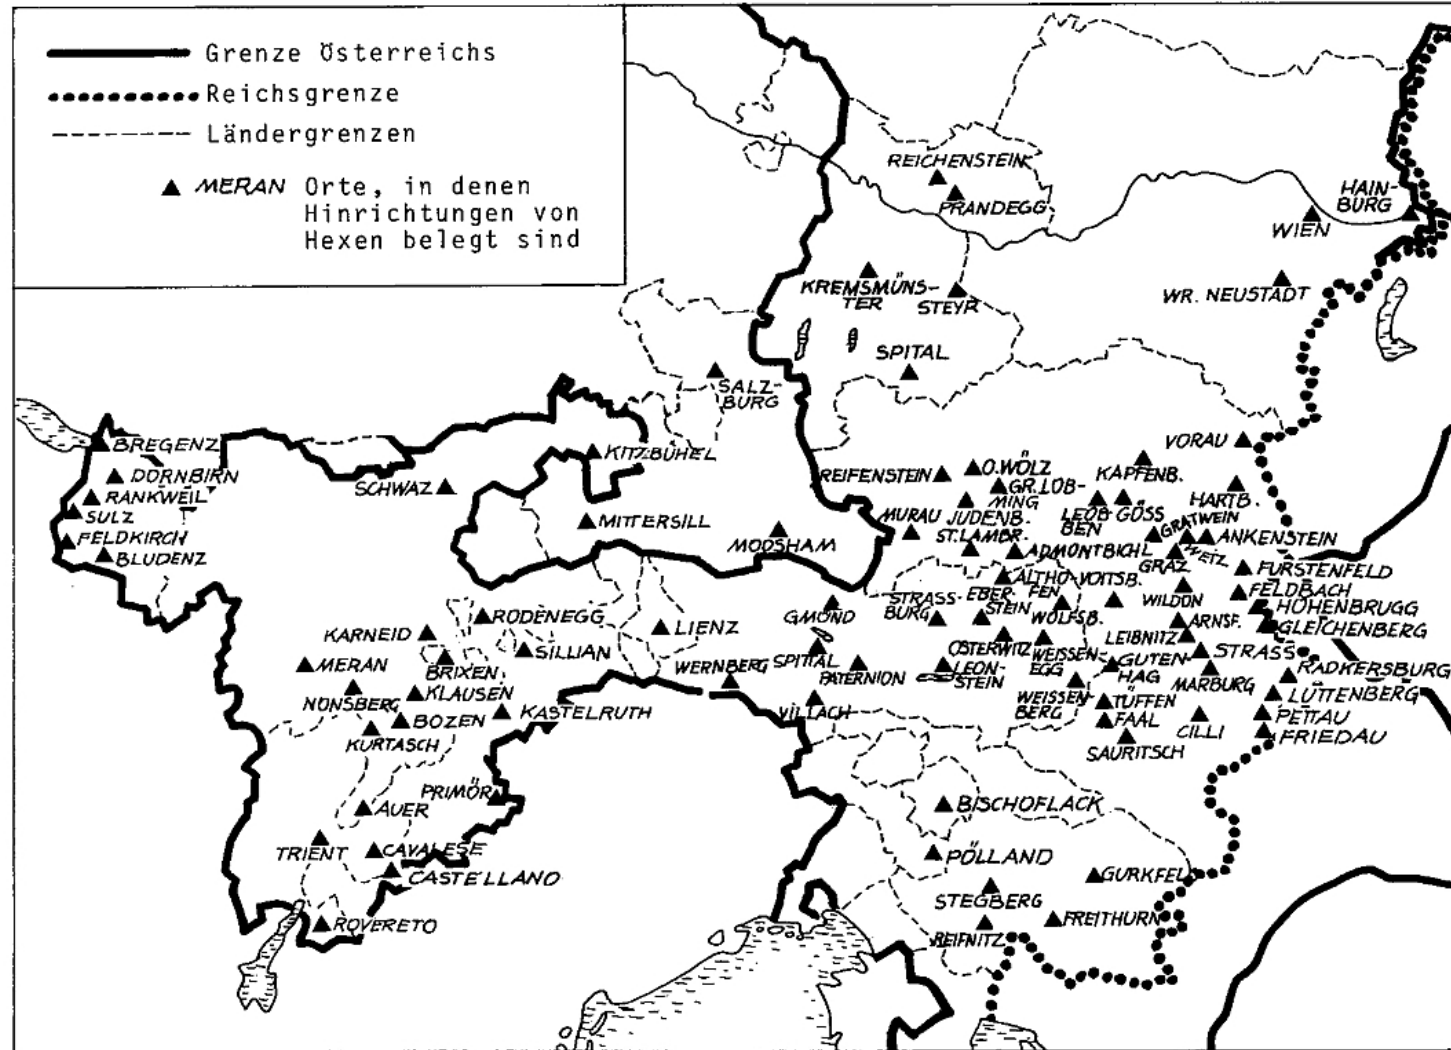 Grenze Österreichs
Reichsgrenze
Ländergrenzen
MERAN Orte, in denen
Hinrichtungen von
Hexen belegt sind
REICHENSTEIN
PRANDEGG
HAIN-
BURG
WIEN
KREMSMÜNS-
TER
STEYR
WR. NEUSTADT
SPITAL
SALZ-
BURG
BREGENZ
DORNBIRN
RANKWEIL
SULZ
FELDKIRCH
BLUDENZ
SCHWAZ
KITZBÜHEL
MITTERSILL
MOOSHAM
REIFENSTEIN
O.WÖLZ
GR.LOB-
MING
KAPFENB.
VORAU
HARTB.
MURAU
JUDENB.
ST.LAMBR.
LEOB-
BEN
GÖSS
GRATWEIN
ANKENSTEIN
ADMONTBICHL
GRAZ
WEIZ
FÜRSTENFELD
FELDBACH
HOHENBRUGG
GLEICHENBERG
STRASS-
BURG
EBER-
STEIN
ALTHO-
FEN
VOITSB.
WILDON
WOLFSB.
ARNSF.
LEIBNITZ
STRASS
GMÜND
SPITAL
PATERNION
OSTERWITZ
LEON-
STEIN
WEISSEN-
EGG
GUTEN
HAG
MARBURG
RADKERSBURG
LÜTTENBERG
PETTAU
FRIEDAU
WEISSEN
BERG
TÜFFEN
FAAL
CILLI
SAURITSCH
WERNBERG
VILLACH
LIENZ
RODENEGG
SILLIAN
KARNEID
BRIXEN
MERAN
KLAUSEN
NONSBERG
BOZEN
KASTELRUTH
KURTASCH
PRIMÖR
AUER
TRIENT
CAVALESE
CASTELLANO
ROVERETO
BISCHOFLACK
PÖLLAND
STEGBERG
GURKFELD
REIFNITZ
FREITHURN